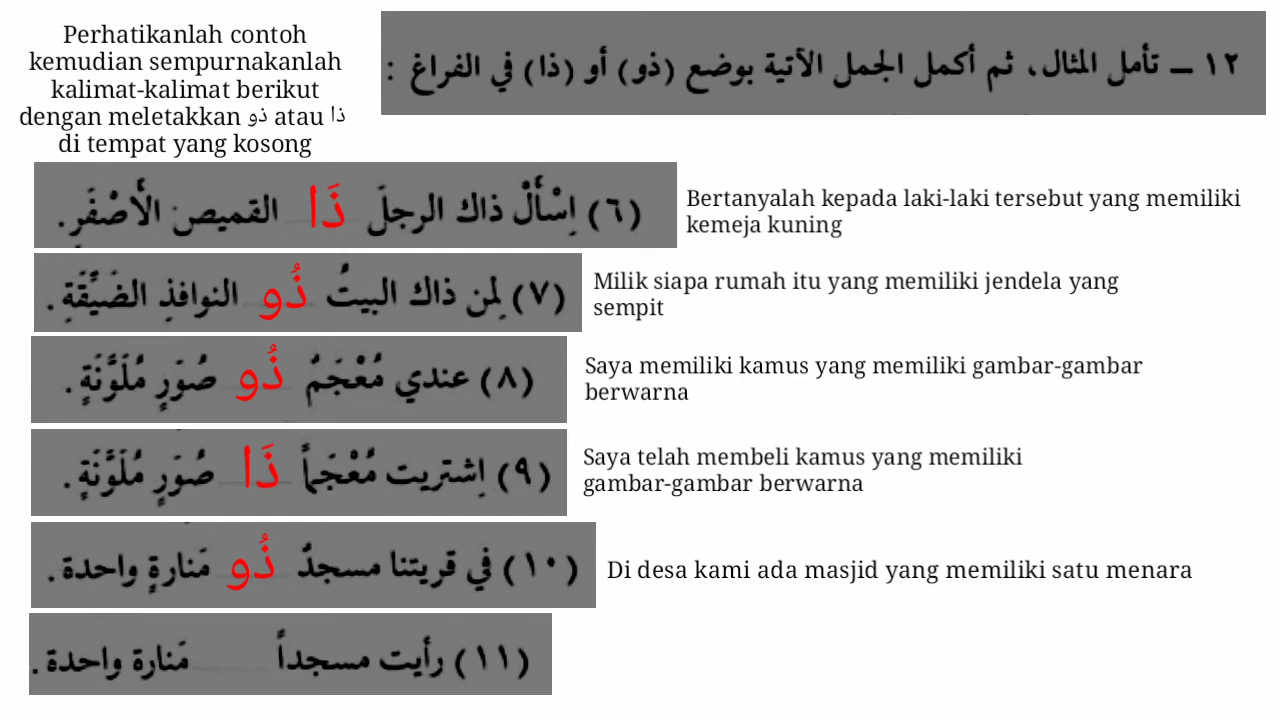 Perhatikanlah contoh
kemudian sempurnakanlah
kalimat-kalimat berikut
dengan meletakkan ذو atau ذا
di tempat yang kosong
١٢ ــ تأمل المثال، ثم أكمل الجمل الآتية بوضع (ذو) أو (ذا) في الفراغ :
(٦) اِسْأَلْ ذاك الرجلَ ذَا القميصِ الأَصْفَرِ.
Bertanyalah kepada laki-laki tersebut yang memiliki
kemeja kuning
(٧) لِمن ذاك البيتُ ذُو النوافذِ الضَيِّقَةِ.
Milik siapa rumah itu yang memiliki jendela yang
sempit
(٨) عندي مُعْجَمٌ ذُو صُوَرٍ مُلَوَّنَةٍ.
Saya memiliki kamus yang memiliki gambar-gambar
berwarna
(٩) اِشتريت مُعْجَماً ذَا صُوَرٍ مُلَوَّنَةٍ.
Saya telah membeli kamus yang memiliki
gambar-gambar berwarna
(١٠) في قريتنا مسجدٌ ذُو مَنارةٍ واحدة.
Di desa kami ada masjid yang memiliki satu menara
(١١) رأيت مسجداً مَنارة واحدة.